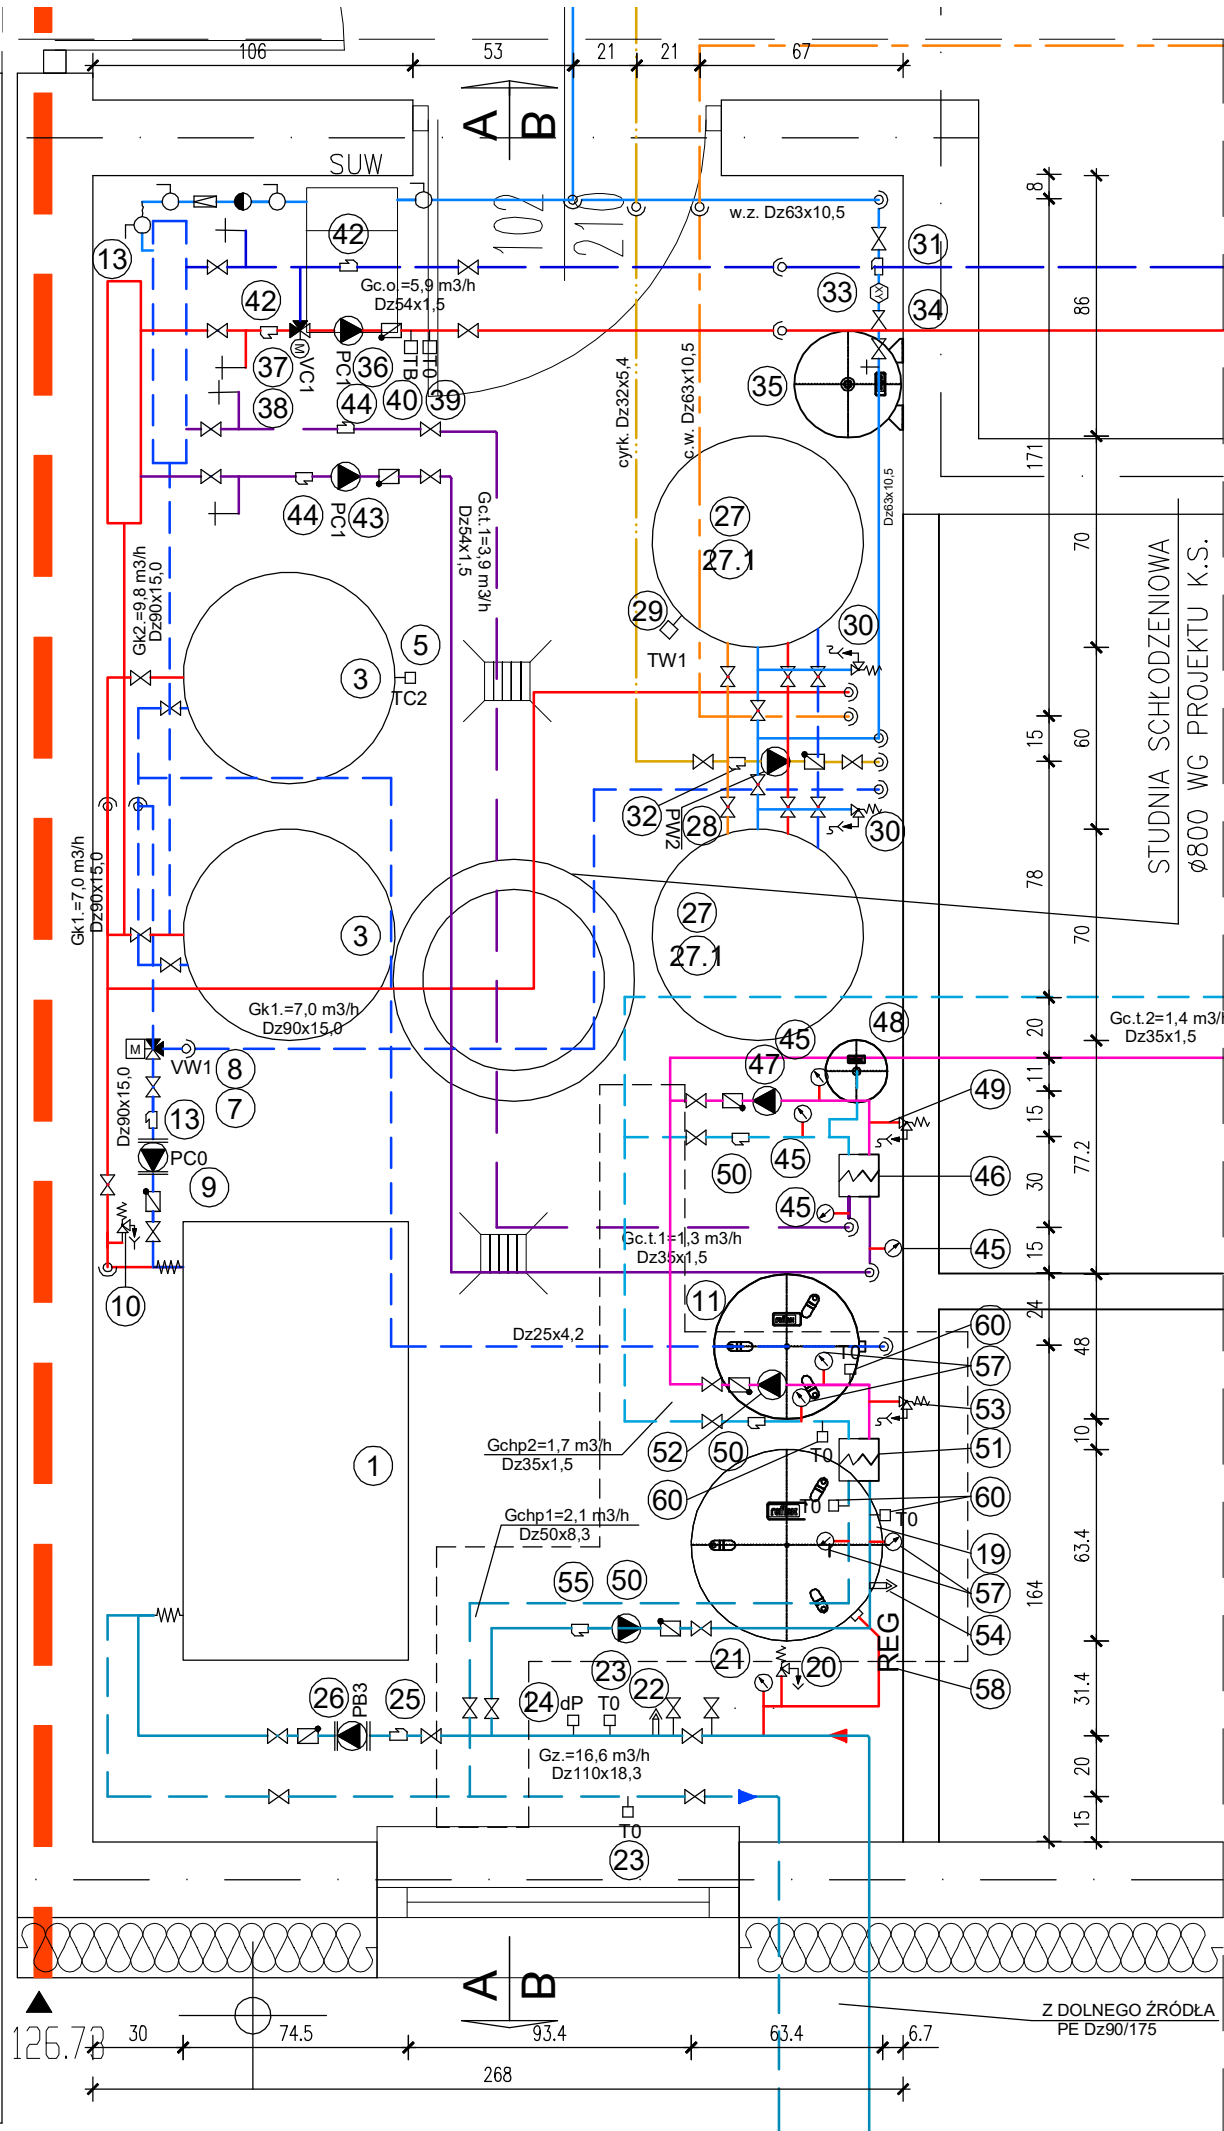 106
53
21
21
67
A
B
SUW
102
210
w.z. Dz63x10,5
8
13
42
31
Gc.o.=5,9 m3/h
Dz54x1,5
33
XY
34
86
42
M
VC1
PC1
TB
T0
37
36
38
44
40
39
35
cyrk. Dz32x5,4
c.w. Dz63x10,5
171
44
PC1
43
Gc.t.1=3,9 m3/h
Dz54x1,5
Dz63x10,5
27
27.1
70
STUDNIA SCHŁODZENIOWA
ø800 WG PROJEKTU K.S.
Gk2.=9,8 m3/h
Dz90x15,0
29
TW1
30
5
3
TC2
15
60
32
PW2
28
30
Gk1.=7,0 m3/h
Dz90x15,0
78
3
27
27.1
70
Gk1.=7,0 m3/h
Dz90x15,0
Gc.t.2=1,4 m3/h
Dz35x1,5
20
48
45
47
M
VW1
8
7
Dz90x15,0
11
49
15
13
PC0
9
45
50
46
77.2
30
45
Gc.t.1=1,3 m3/h
Dz35x1,5
45
15
10
11
24
reflex
60
Dz25x4,2
T0
57
48
53
Gchp2=1,7 m3/h
Dz35x1,5
52
50
T0
51
10
1
60
reflex
T0
60
T0
Gchp1=2,1 m3/h
Dz50x8,3
19
63.4
55
50
57
164
54
REG
21
20
23
22
58
31.4
26
PB3
25
24
dP
T0
Gz.=16,6 m3/h
Dz110x18,3
20
15
T0
23
A
B
Z DOLNEGO ŹRÓDŁA
PE Dz90/175
126.73
30
74.5
93.4
63.4
6.7
268